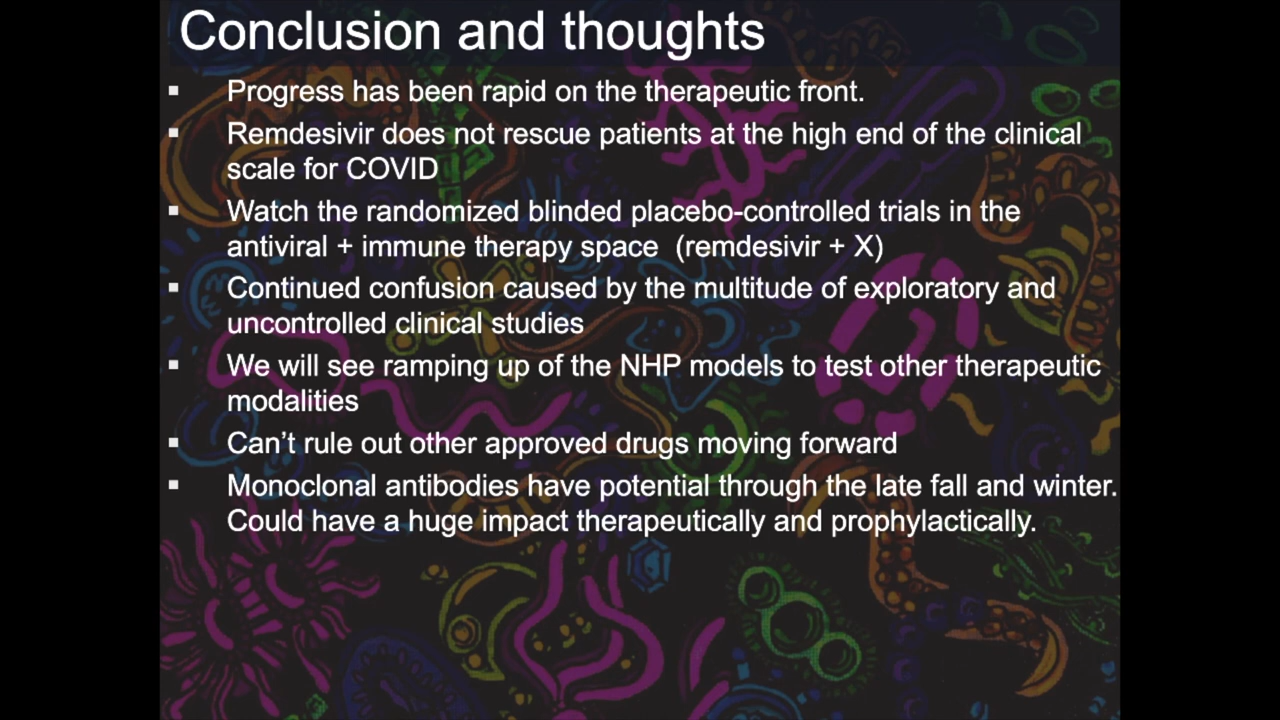 Conclusion and thoughts
▪ Progress has been rapid on the therapeutic front.
▪ Remdesivir does not rescue patients at the high end of the clinical
scale for COVID
▪ Watch the randomized blinded placebo-controlled trials in the
antiviral + immune therapy space  (remdesivir + X)
▪ Continued confusion caused by the multitude of exploratory and
uncontrolled clinical studies
▪ We will see ramping up of the NHP models to test other therapeutic
modalities
▪ Can’t rule out other approved drugs moving forward
▪ Monoclonal antibodies have potential through the late fall and winter.
Could have a huge impact therapeutically and prophylactically.